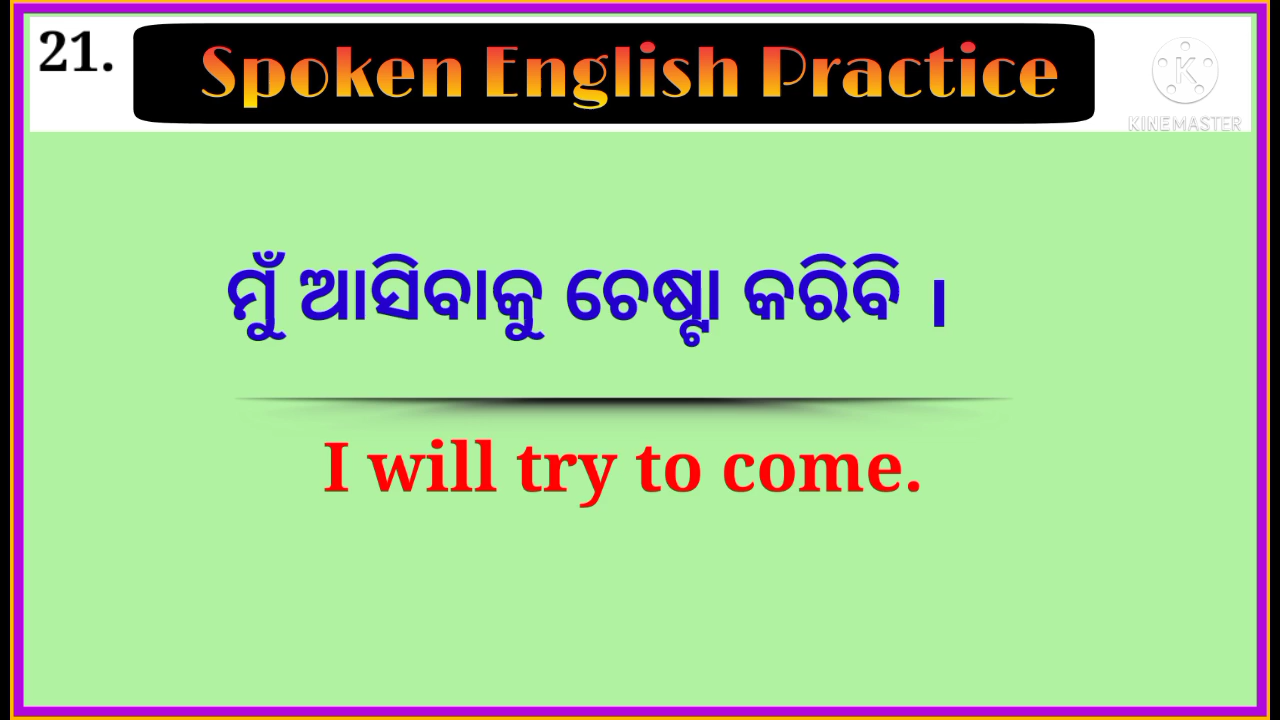 21. Spoken English Practice
K
KINEMASTER
ମୁଁ ଆସିବାକୁ ଚେଷ୍ଟା କରିବି ।
I will try to come.